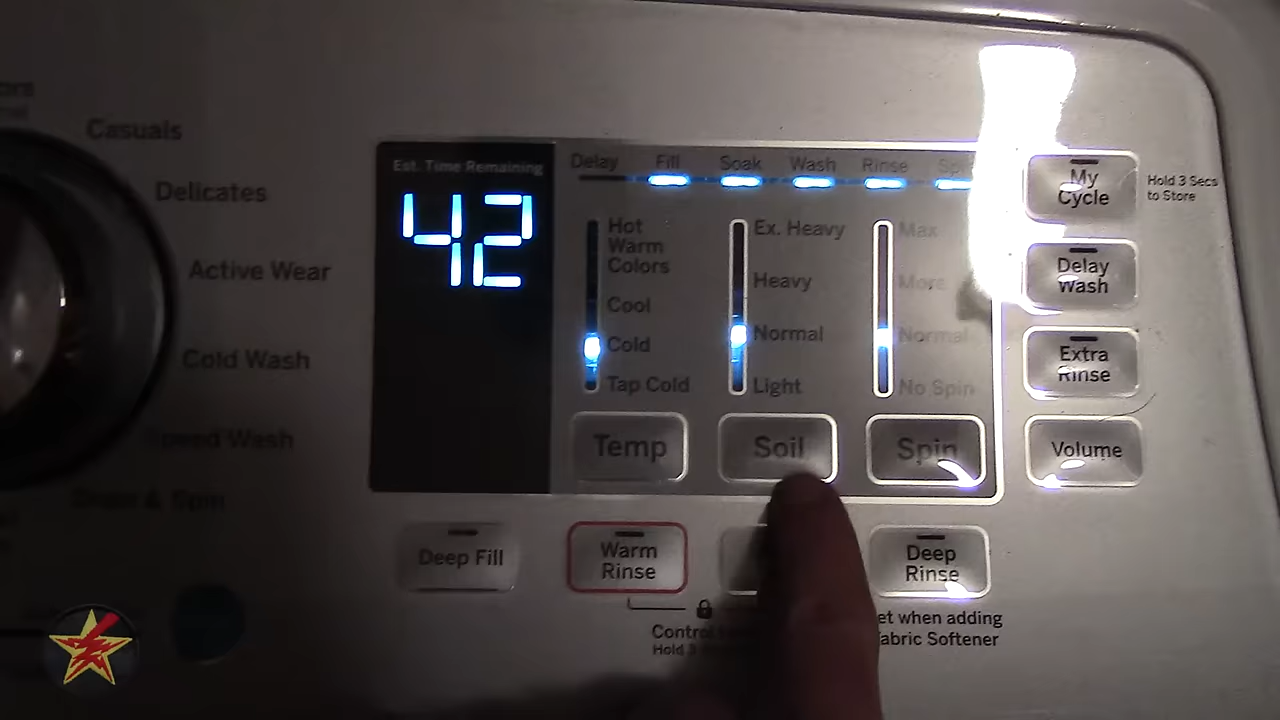 Casuals
Delicates
Active Wear
Cold Wash
Speed Wash
Drain & Spin
Est. Time Remaining
42
Delay Fill Soak Wash Rinse
Hot
Warm
Colors
Cool
Cold
Tap Cold
Ex. Heavy
Heavy
Normal
Light
Max
More
Normal
No Spin
Temp Soil Spin
My
Cycle
Hold 3 Secs
to Store
Delay
Wash
Extra
Rinse
Volume
Deep Fill
Warm
Rinse
Deep
Rinse
Control
Hold 3
when adding
Softener